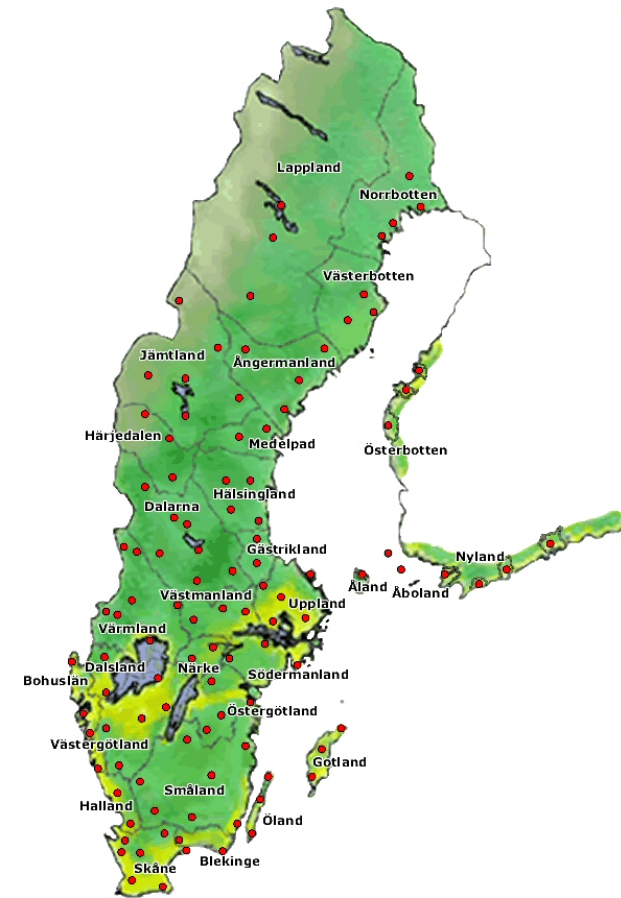 Lappland
Norrbotten
Västerbotten
Jämtland
Ångermanland
Härjedalen
Medelpad
Österbotten
Hälsingland
Dalarna
Gästrikland
Nyland
Åland
Åboland
Västmanland
Uppland
Värmland
Dalsland
Närke
Södermanland
Bohuslän
Östergötland
Västergötland
Gotland
Småland
Halland
Öland
Blekinge
Skåne